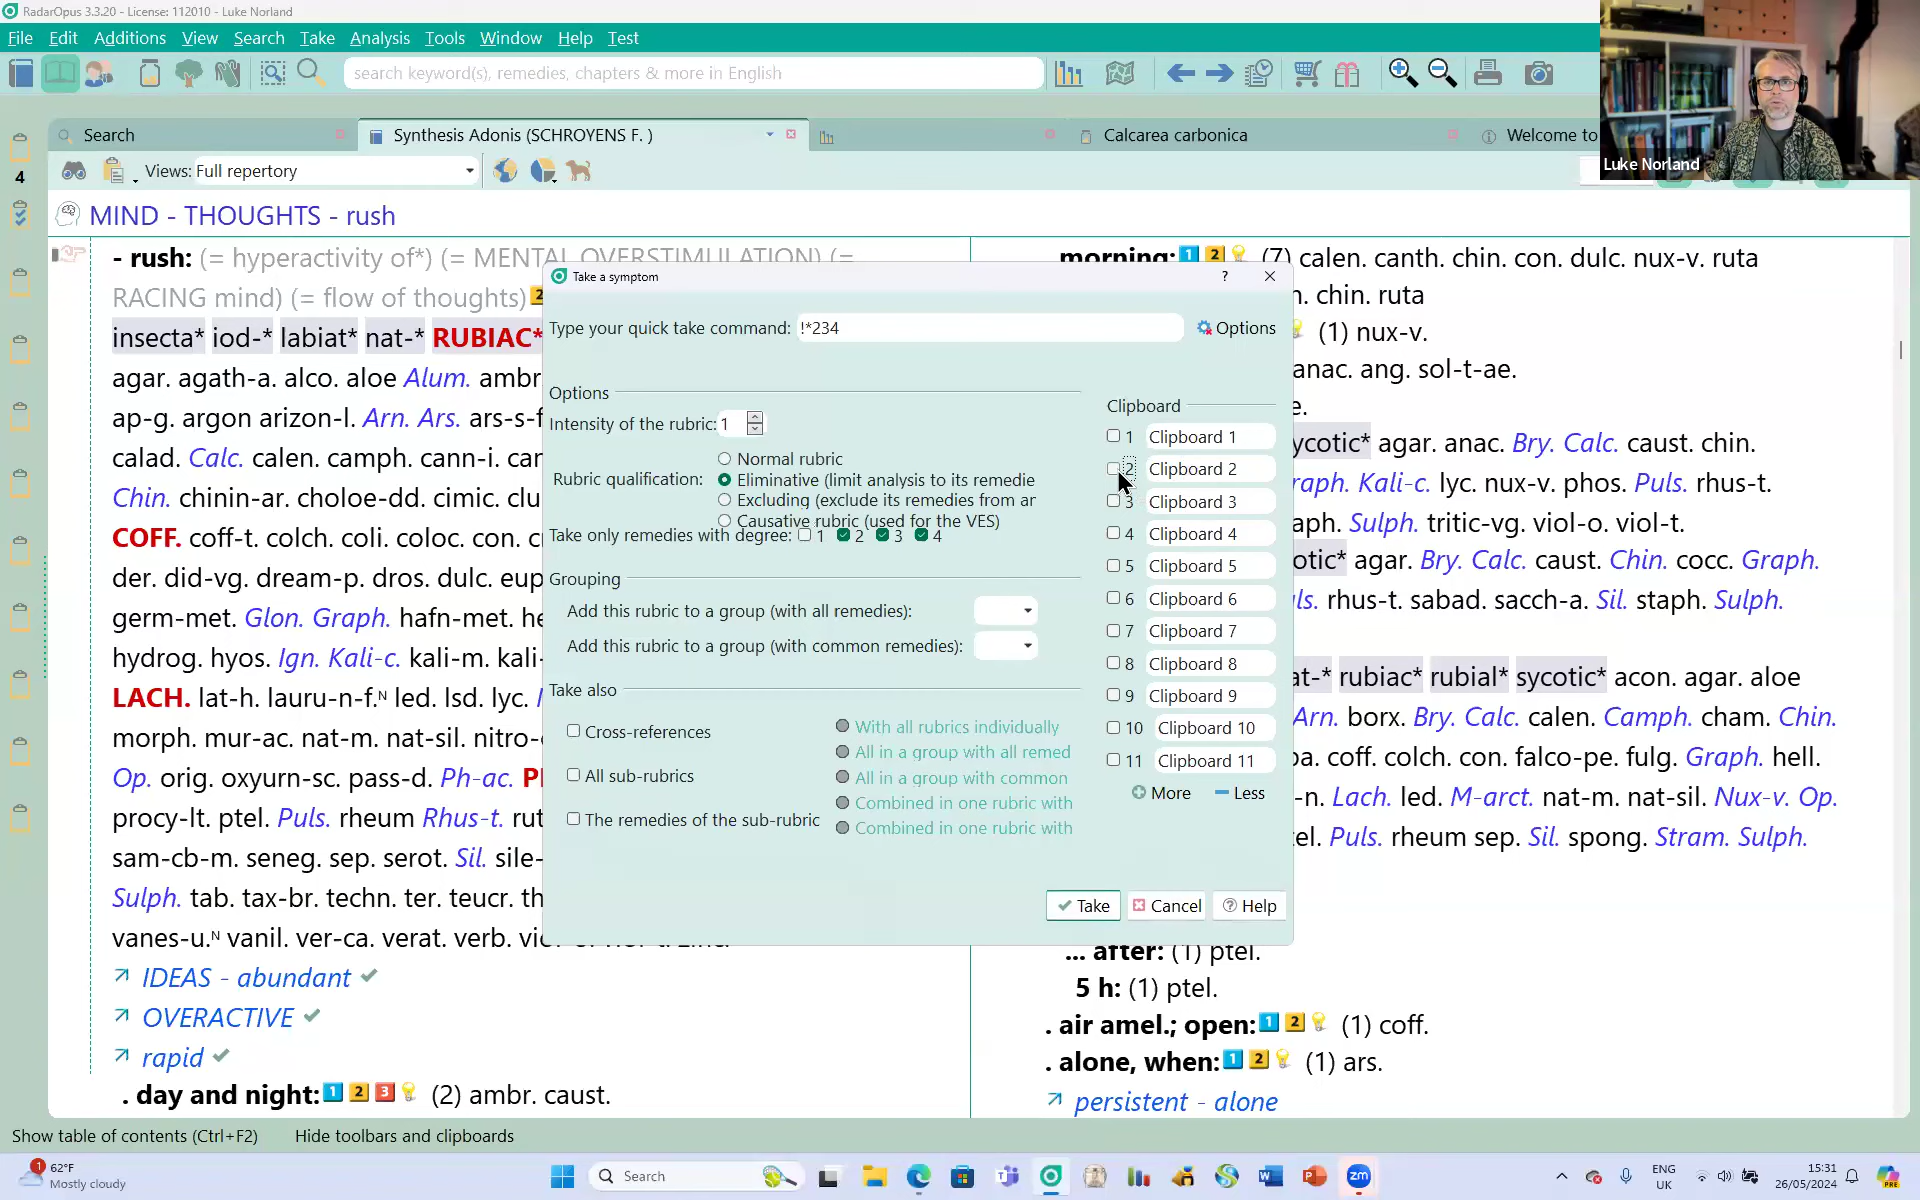 RadarOpus 3.3.20 - License: 112010 - Luke Norland
File Edit Additions View Search Take Analysis Tools Window Help Test
search keyword(s), remedies, chapters & more in English
Search
Synthesis Adonis (SCHROYENS F. )
Calcarea carbonica
Welcome to
Luke Norland
4
Views: Full repertory
MIND - THOUGHTS - rush
- rush: (= hyperactivity of*) (= MENTAL OVERSTIMULATION) (=
RACING mind) (= flow of thoughts) 2
insecta* iod-* labiat* nat-* RUBIAC*
agar. agath-a. alco. aloe Alum. ambr
ap-g. argon arizon-l. Arn. Ars. ars-s-f
calad. Calc. calen. camph. cann-i. can
Chin. chinin-ar. choloe-dd. cimic. clu
COFF. coff-t. colch. coli. coloc. con. c
der. did-vg. dream-p. dros. dulc. eup
germ-met. Glon. Graph. hafn-met. he
hydrog. hyos. Ign. Kali-c. kali-m. kali-
LACH. lat-h. lauru-n-f.N led. lsd. lyc.
morph. mur-ac. nat-m. nat-sil. nitro-
Op. orig. oxyurn-sc. pass-d. Ph-ac.
procy-lt. ptel. Puls. rheum Rhus-t. rut
sam-cb-m. seneg. sep. serot. Sil. sile-
Sulph. tab. tax-br. techn. ter. teucr. th
vanes-u.N vanil. ver-ca. verat. verb.
IDEAS - abundant
OVERACTIVE
rapid
. day and night: 1 2 3 (2) ambr. caust.
Take a symptom
?
Type your quick take command: !*234 Options
Options
Intensity of the rubric: 1
Rubric qualification:
Normal rubric
Eliminative (limit analysis to its remedie
Excluding (exclude its remedies from ar
Causative rubric (used for the VES)
Take only remedies with degree: 1 2 3 4
Grouping
Add this rubric to a group (with all remedies):
Add this rubric to a group (with common remedies):
Take also
Cross-references
All sub-rubrics
The remedies of the sub-rubric
With all rubrics individually
All in a group with all remed
All in a group with common
Combined in one rubric with
Combined in one rubric with
Clipboard
1 Clipboard 1
2 Clipboard 2
3 Clipboard 3
4 Clipboard 4
5 Clipboard 5
6 Clipboard 6
7 Clipboard 7
8 Clipboard 8
9 Clipboard 9
10 Clipboard 10
11 Clipboard 11
More Less
Take Cancel Help
morning: 1 2 (7) calen. canth. chin. con. dulc. nux-v. ruta
chin. ruta
(1) nux-v.
anac. ang. sol-t-ae.
ycotic* agar. anac. Bry. Calc. caust. chin.
raph. Kali-c. lyc. nux-v. phos. Puls. rhus-t.
aph. Sulph. tritic-vg. viol-o. viol-t.
otic* agar. Bry. Calc. caust. Chin. cocc. Graph.
rhus-t. sabad. sacch-a. Sil. staph. Sulph.
at-* rubiac* rubial* sycotic* acon. agar. aloe
Arn. borx. Bry. Calc. calen. Camph. cham. Chin.
coff. colch. con. falco-pe. fulg. Graph. hell.
-n. Lach. led. M-arct. nat-m. nat-sil. Nux-v. Op.
el. Puls. rheum sep. Sil. spong. Stram. Sulph.
... after: (1) ptel.
5 h: (1) ptel.
. air amel.; open: 1 2 (1) coff.
. alone, when: 1 2 (1) ars.
persistent - alone
Show table of contents (Ctrl+F2) Hide toolbars and clipboards
1
62°F
Mostly cloudy
Search
zm
ENG
UK
15:31
26/05/2024
PRE